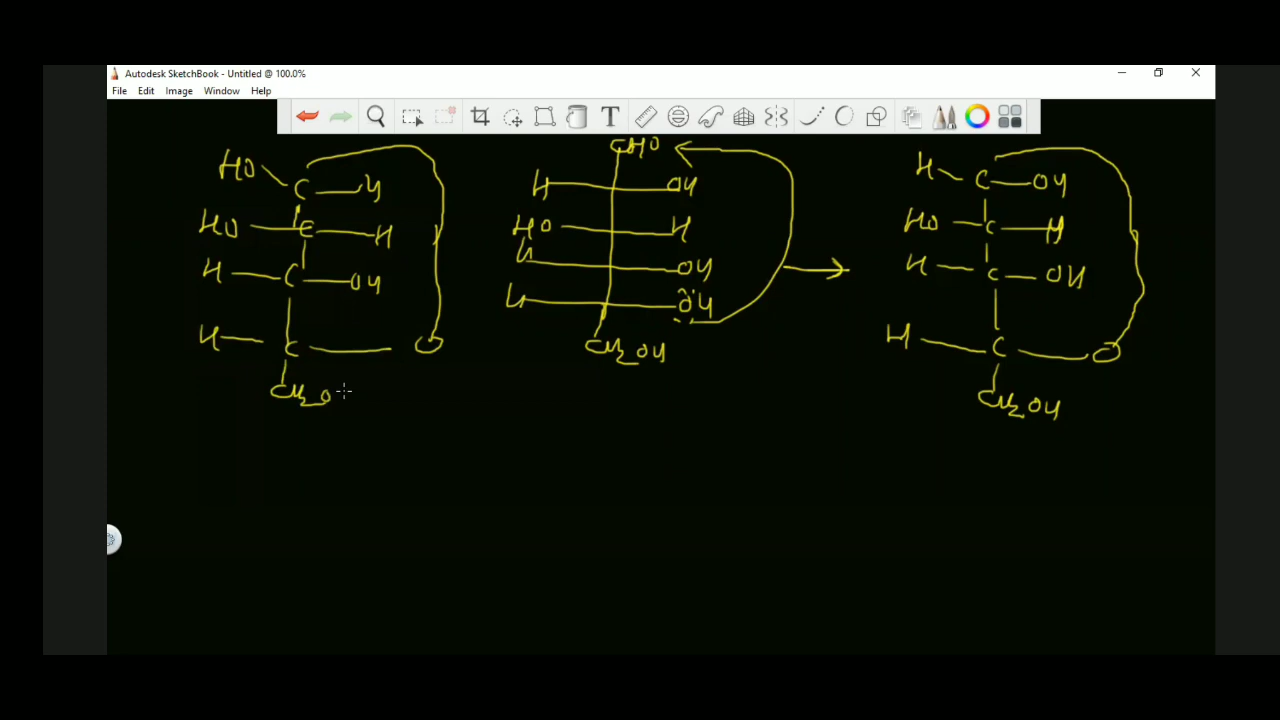 Autodesk SketchBook - Untitled @ 100.0%
File Edit Image Window Help
T
HO C H
HO C H
H C OH
H C O
CH2O
CHO
H OH
HO H
H OH
H OH
CH2OH
H C OH
HO C H
H C OH
H C O
CH2OH